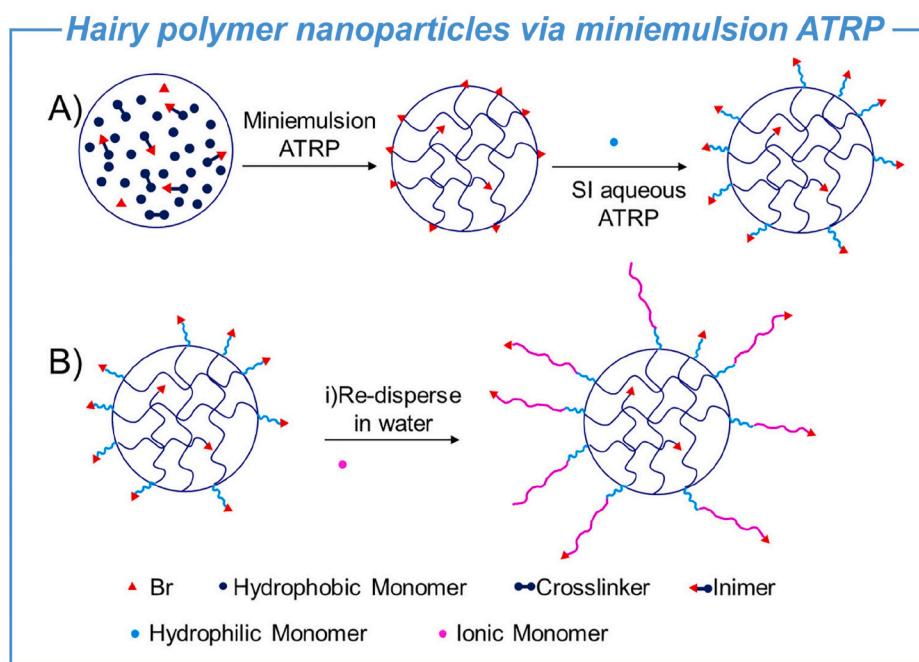 Hairy polymer nanoparticles via miniemulsion ATRP
A)
Miniemulsion
ATRP
SI aqueous
ATRP
B)
i)Re-disperse
in water
Br
Hydrophobic Monomer
Crosslinker
Inimer
Hydrophilic Monomer
Ionic Monomer